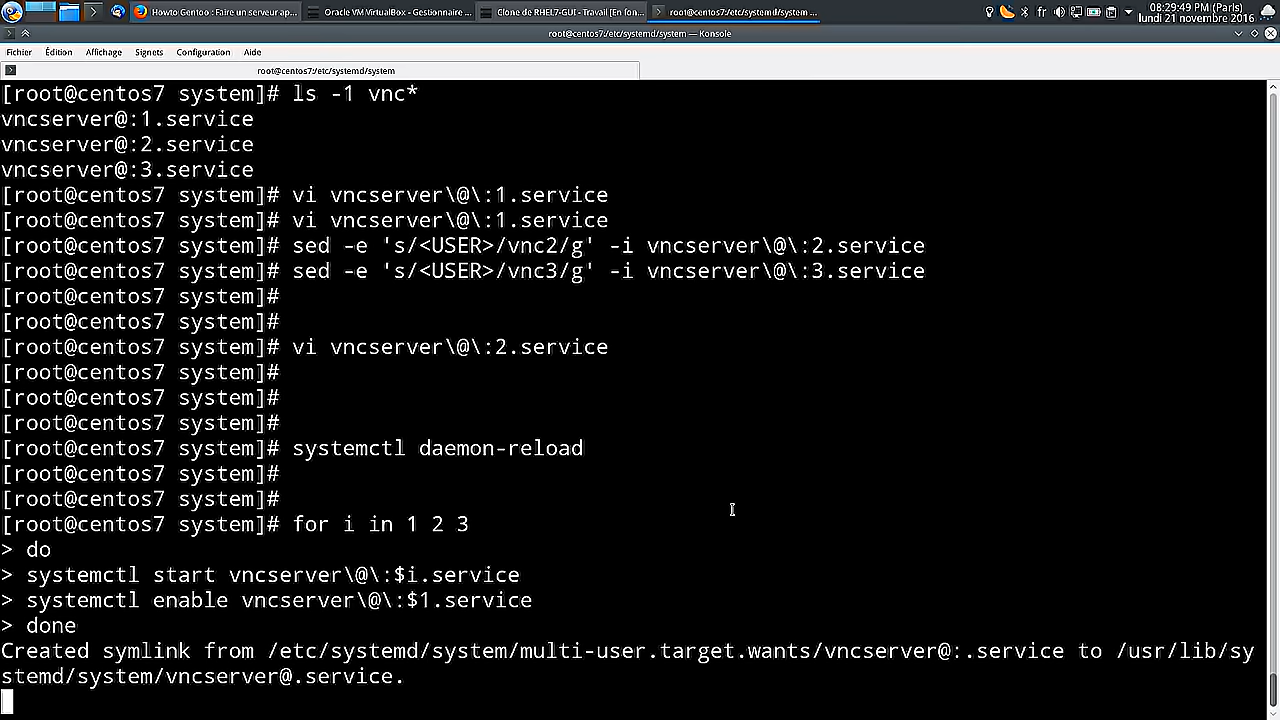 Howto Gentoo : Faire un serveur ap...
Oracle VM VirtualBox - Gestionnaire ...
Clone de RHEL7-GUI - Travail [En fon...
root@centos7:/etc/systemd/system ...
fr
08:29:49 PM (Paris)
lundi 21 novembre 2016
root@centos7:/etc/systemd/system — Konsole
Fichier Édition Affichage Signets Configuration Aide
root@centos7:/etc/systemd/system
[root@centos7 system]# ls -1 vnc*
vncserver@:1.service
vncserver@:2.service
vncserver@:3.service
[root@centos7 system]# vi vncserver\@\:1.service
[root@centos7 system]# vi vncserver\@\:1.service
[root@centos7 system]# sed -e 's/<USER>/vnc2/g' -i vncserver\@\:2.service
[root@centos7 system]# sed -e 's/<USER>/vnc3/g' -i vncserver\@\:3.service
[root@centos7 system]#
[root@centos7 system]#
[root@centos7 system]# vi vncserver\@\:2.service
[root@centos7 system]#
[root@centos7 system]#
[root@centos7 system]#
[root@centos7 system]# systemctl daemon-reload
[root@centos7 system]#
[root@centos7 system]#
[root@centos7 system]# for i in 1 2 3
> do
> systemctl start vncserver\@\:$i.service
> systemctl enable vncserver\@\:$1.service
> done
Created symlink from /etc/systemd/system/multi-user.target.wants/vncserver@:.service to /usr/lib/sy
stemd/system/vncserver@.service.